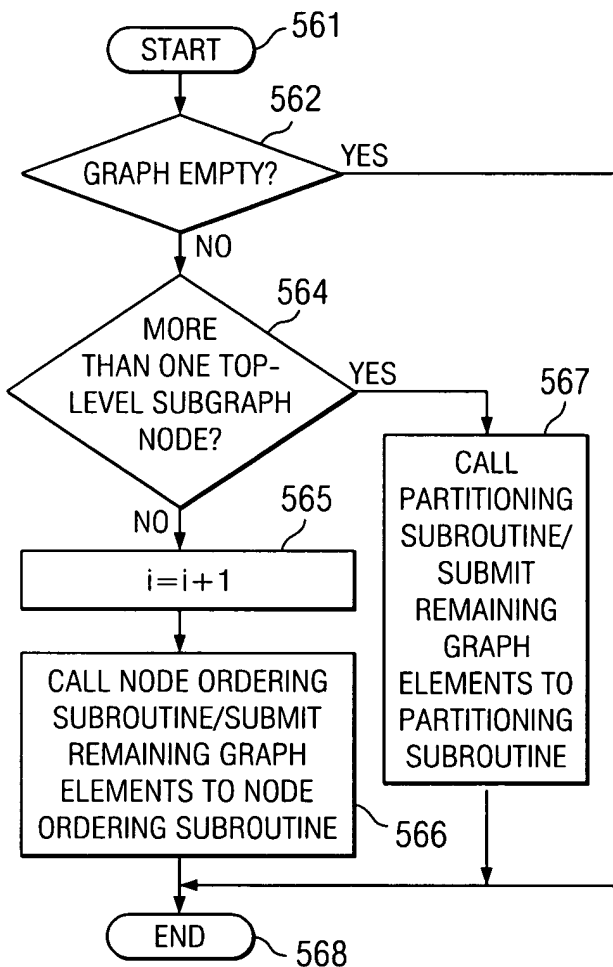 561
START
562
GRAPH EMPTY?
YES
NO
564
MORE
THAN ONE TOP-
LEVEL SUBGRAPH
NODE?
YES
567
CALL
PARTITIONING
SUBROUTINE/
SUBMIT
REMAINING
GRAPH
ELEMENTS TO
PARTITIONING
SUBROUTINE
NO
565
i=i+1
CALL NODE ORDERING
SUBROUTINE/SUBMIT
REMAINING GRAPH
ELEMENTS TO NODE
ORDERING SUBROUTINE
566
END
568